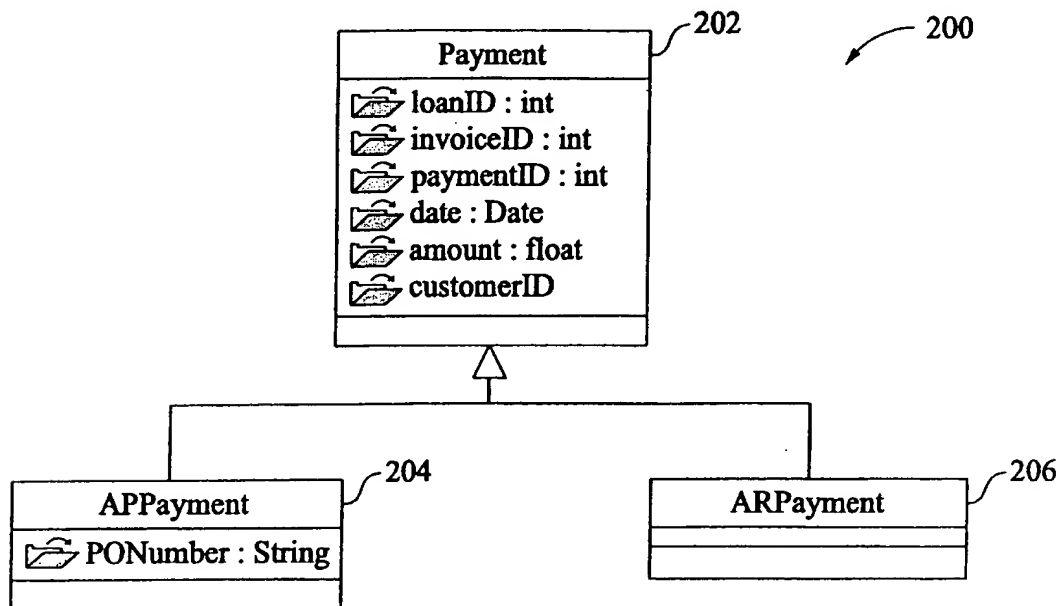 202
200
Payment
loanID : int
invoiceID : int
paymentID : int
date : Date
amount : float
customerID
204
206
APPayment
ARPayment
PONumber : String